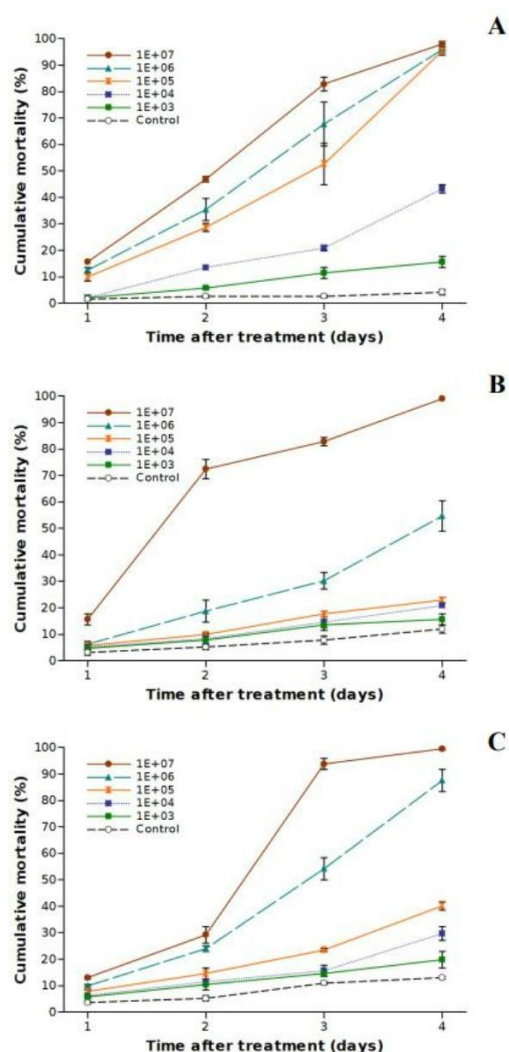 A
100
90
80
70
60
50
40
30
20
10
0
Cumulative mortality (%)
1E+07
1E+06
1E+05
1E+04
1E+03
Control
1 2 3 4
Time after treatment (days)
B
100
90
80
70
60
50
40
30
20
10
0
Cumulative mortality (%)
1E+07
1E+06
1E+05
1E+04
1E+03
Control
1 2 3 4
Time after treatment (days)
C
100
90
80
70
60
50
40
30
20
10
0
Cumulative mortality (%)
1E+07
1E+06
1E+05
1E+04
1E+03
Control
1 2 3 4
Time after treatment (days)